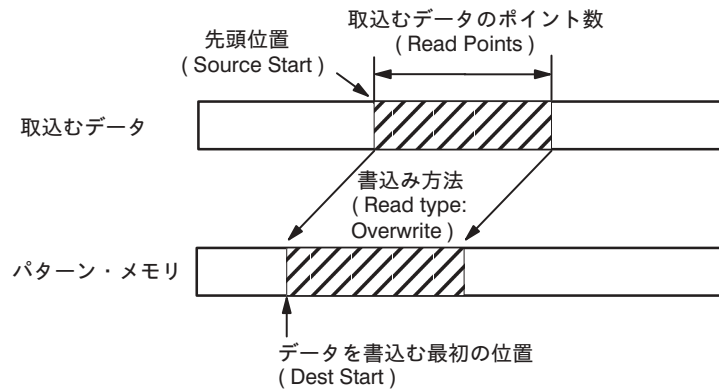 取込むデータのポイント数
( Read Points )
先頭位置
( Source Start )
取込むデータ
書込み方法
( Read type:
Overwrite )
パターン・メモリ
データを書込む最初の位置
( Dest Start )